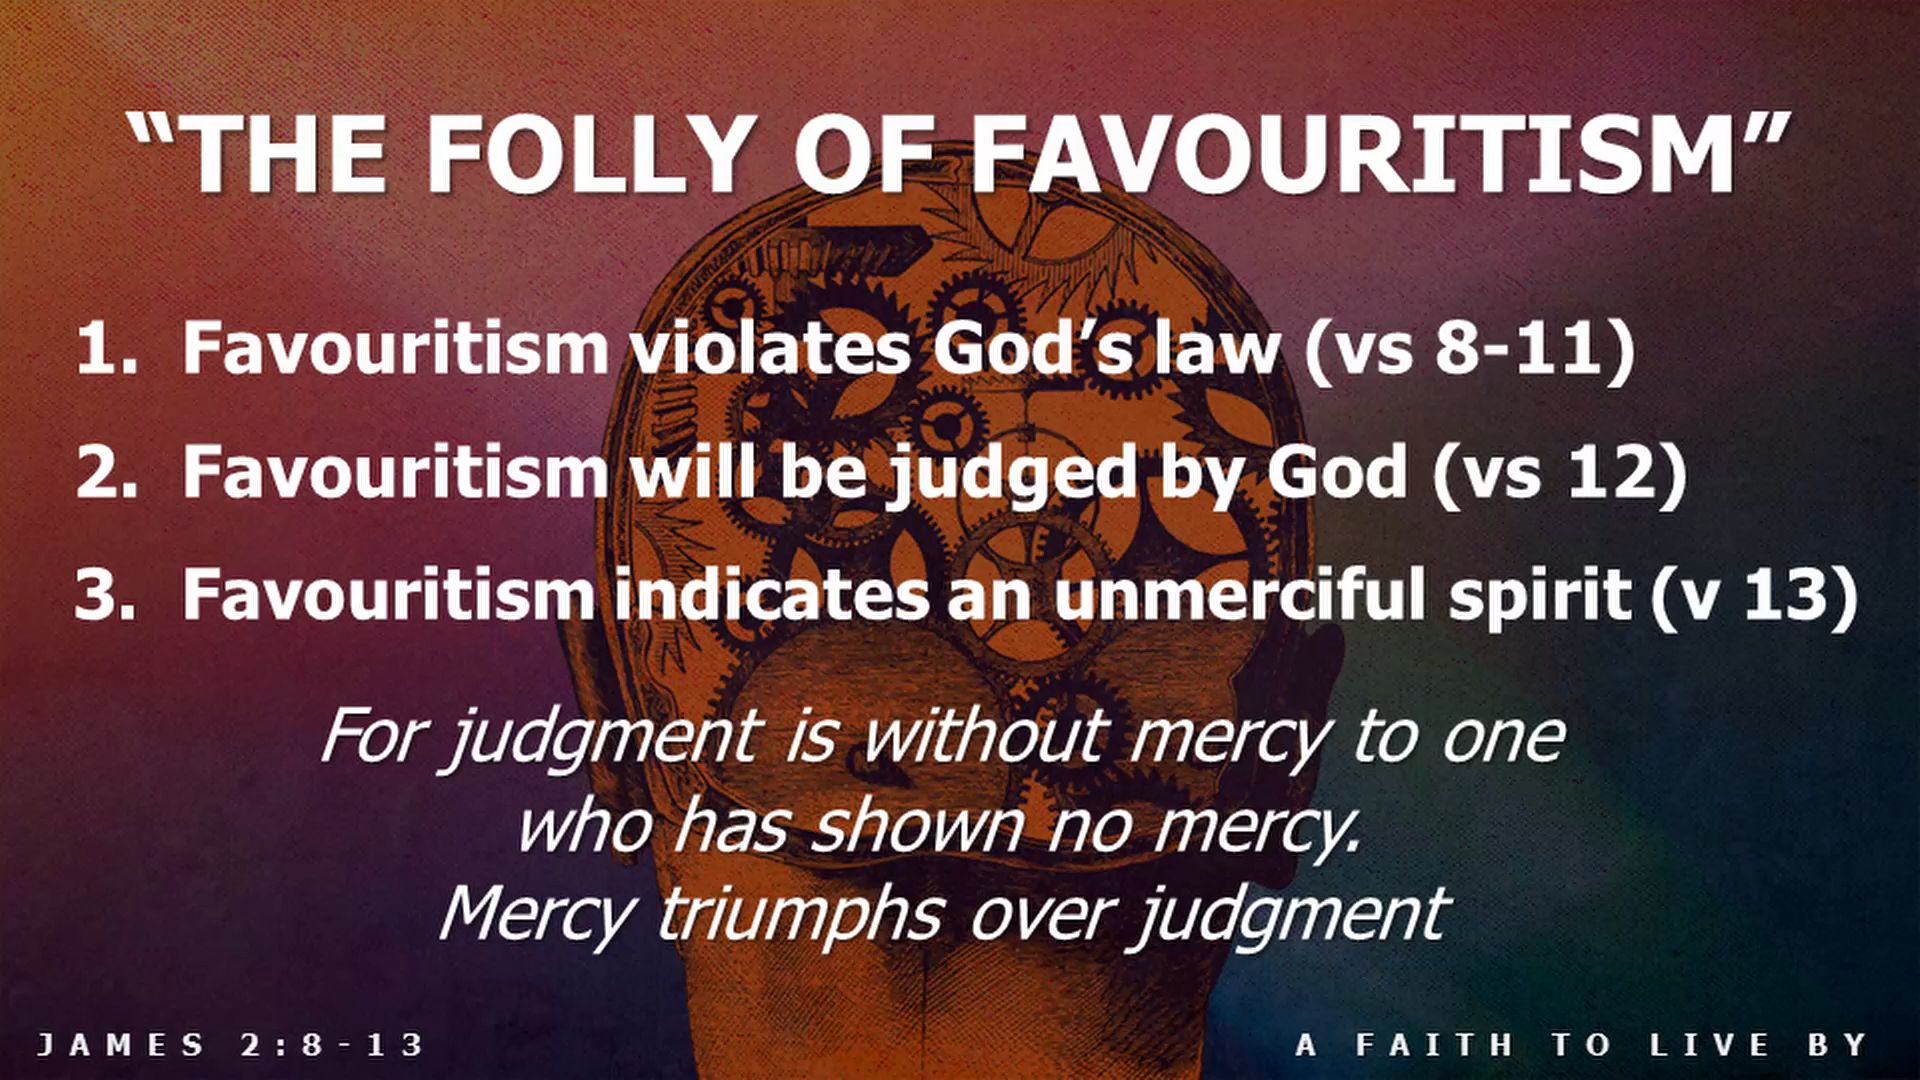 “THE FOLLY OF FAVOURITISM”
1. Favouritism violates God’s law (vs 8-11)
2. Favouritism will be judged by God (vs 12)
3. Favouritism indicates an unmerciful spirit (v 13)
For judgment is without mercy to one
who has shown no mercy.
Mercy triumphs over judgment
JAMES 2:8-13
A FAITH TO LIVE BY